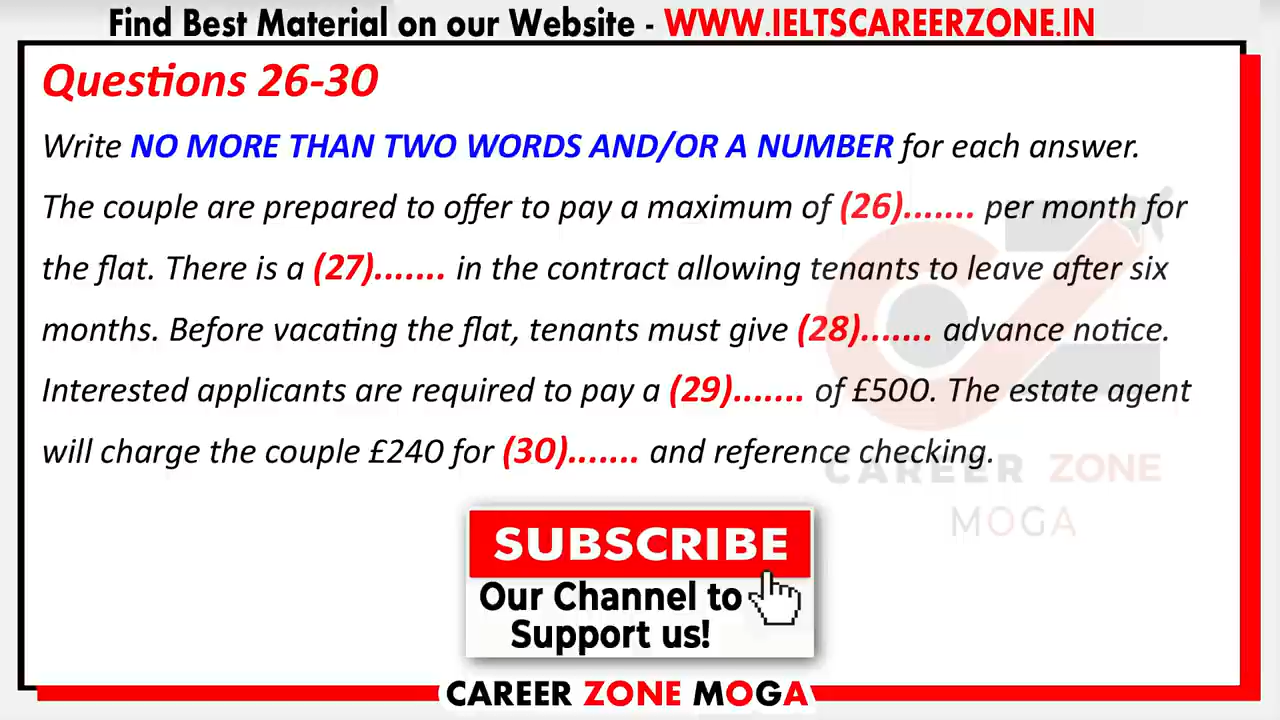 Find Best Material on our Website - WWW.IELTSCAREERZONE.IN
Questions 26-30
Write NO MORE THAN TWO WORDS AND/OR A NUMBER for each answer.
The couple are prepared to offer to pay a maximum of (26)....... per month for
the flat. There is a (27)....... in the contract allowing tenants to leave after six
months. Before vacating the flat, tenants must give (28)....... advance notice.
Interested applicants are required to pay a (29)....... of £500. The estate agent
will charge the couple £240 for (30)....... and reference checking.
CAREER ZONE
MOGA
SUBSCRIBE
Our Channel to
Support us!
CAREER ZONE MOGA